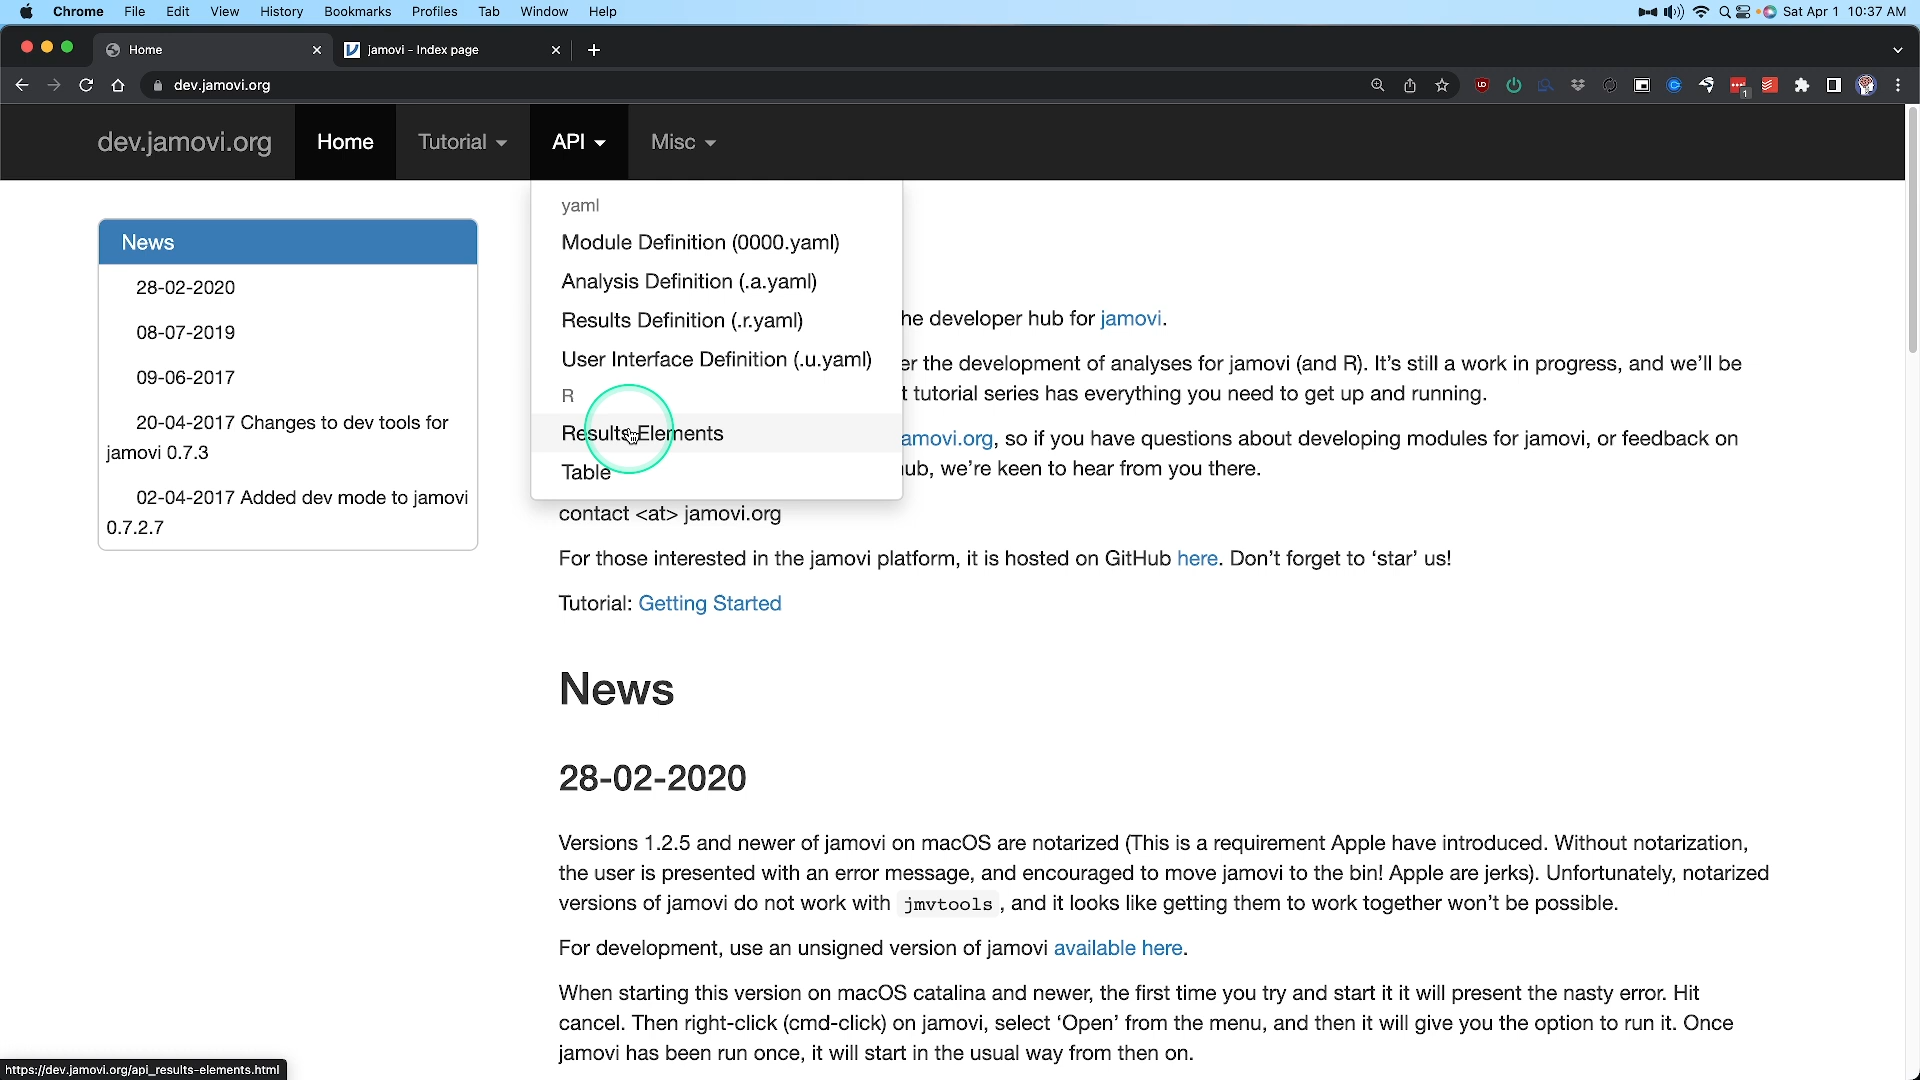 Chrome File Edit View History Bookmarks Profiles Tab Window Help Sat Apr 1 10:37 AM
Home jamovi - Index page
dev.jamovi.org
dev.jamovi.org Home Tutorial API Misc
yaml
Module Definition (0000.yaml)
Analysis Definition (.a.yaml)
Results Definition (.r.yaml)
User Interface Definition (.u.yaml)
R
Results Elements
Table
News
28-02-2020
08-07-2019
09-06-2017
20-04-2017 Changes to dev tools for
jamovi 0.7.3
02-04-2017 Added dev mode to jamovi
0.7.2.7
he developer hub for jamovi.
er the development of analyses for jamovi (and R). It’s still a work in progress, and we’ll be
t tutorial series has everything you need to get up and running.
amovi.org, so if you have questions about developing modules for jamovi, or feedback on
ub, we’re keen to hear from you there.
contact <at> jamovi.org
For those interested in the jamovi platform, it is hosted on GitHub here. Don’t forget to ‘star’ us!
Tutorial: Getting Started
News
28-02-2020
Versions 1.2.5 and newer of jamovi on macOS are notarized (This is a requirement Apple have introduced. Without notarization,
the user is presented with an error message, and encouraged to move jamovi to the bin! Apple are jerks). Unfortunately, notarized
versions of jamovi do not work with jmvtools, and it looks like getting them to work together won’t be possible.
For development, use an unsigned version of jamovi available here.
When starting this version on macOS catalina and newer, the first time you try and start it it will present the nasty error. Hit
cancel. Then right-click (cmd-click) on jamovi, select ‘Open’ from the menu, and then it will give you the option to run it. Once
jamovi has been run once, it will start in the usual way from then on.
https://dev.jamovi.org/api_results-elements.html